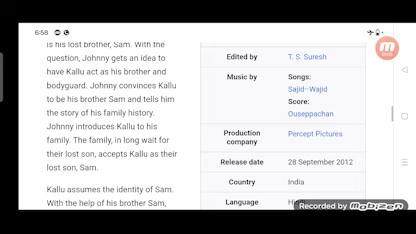 6:58
is his lost brother, Sam. With the
question, Johnny gets an idea to
have Kallu act as his brother and
bodyguard. Johnny convinces Kallu
to be his brother Sam and tells him
the story of his family history.
Johnny introduces Kallu to his
family. The family, in long wait for
their lost son, accepts Kallu as their
lost son, Sam.
Kallu assumes the identity of Sam.
With the help of his brother Sam,
Edited by T. S. Suresh
Music by Songs:
Sajid–Wajid
Score:
Ouseppachan
Production
company Percept Pictures
Release date 28 September 2012
Country India
Language
Recorded by Mobizen